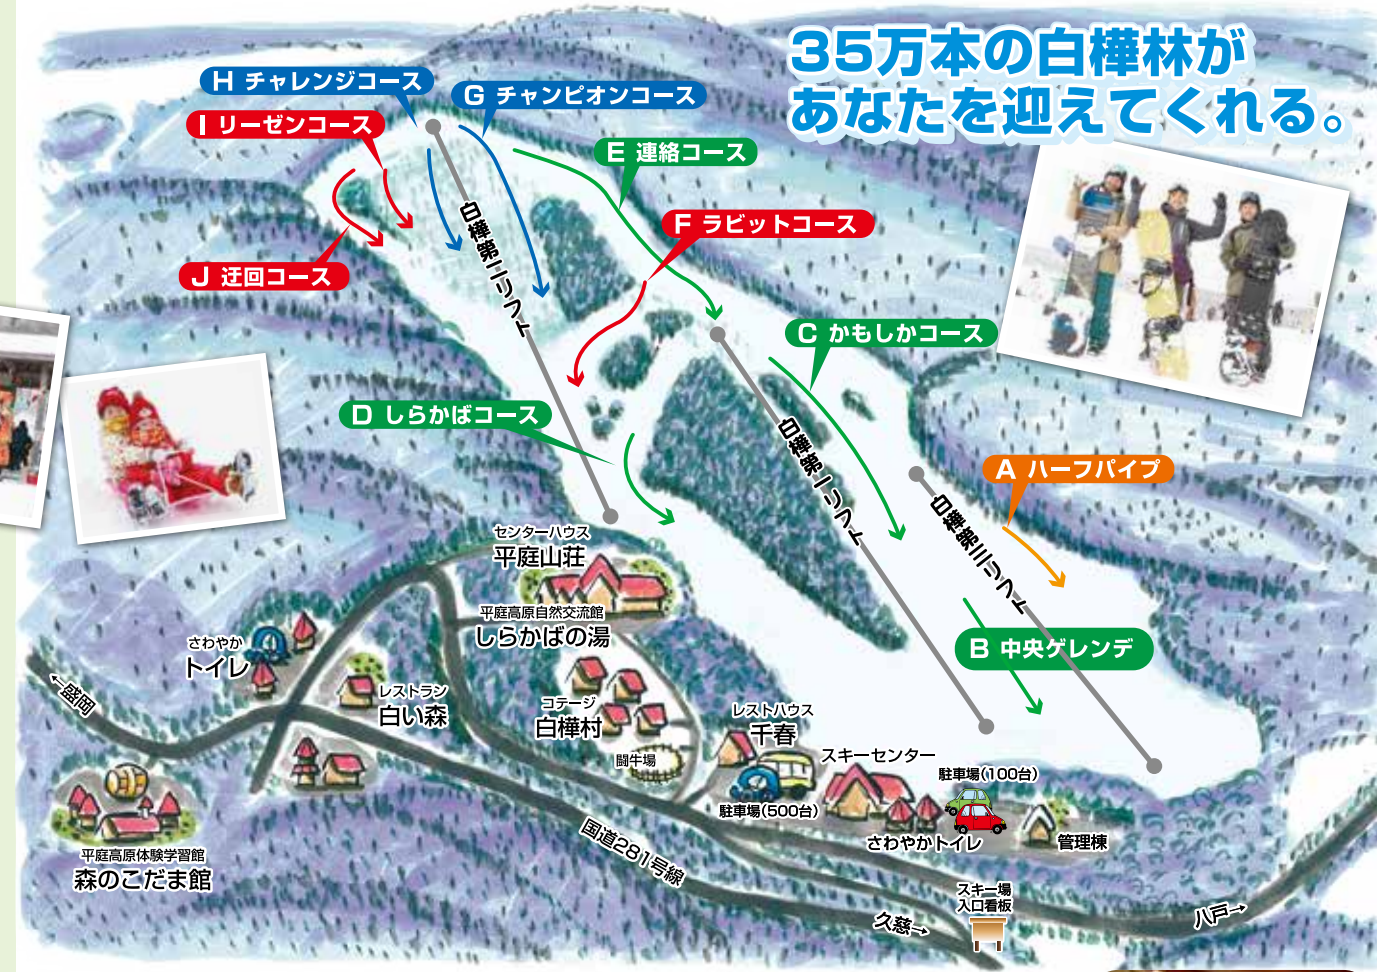 35万本の白樺林が
あなたを迎えてくれる。
H チャレンジコース
G チャンピオンコース
I リーゼンコース
E 連絡コース
F ラビットコース
J 迂回コース
白樺第二リフト
C かもしかコース
D しらかばコース
白樺第一リフト
A ハーフパイプ
白樺第三リフト
B 中央ゲレンデ
センターハウス
平庭山荘
平庭高原自然交流館
しらかばの湯
さわやか
トイレ
レストラン
白い森
コテージ
白樺村
闘牛場
レストハウス
千春
スキーセンター
駐車場(100台)
駐車場(500台)
さわやかトイレ
管理棟
←盛岡
平庭高原体験学習館
森のこだま館
国道281号線
スキー場
入口看板
久慈→
八戸→